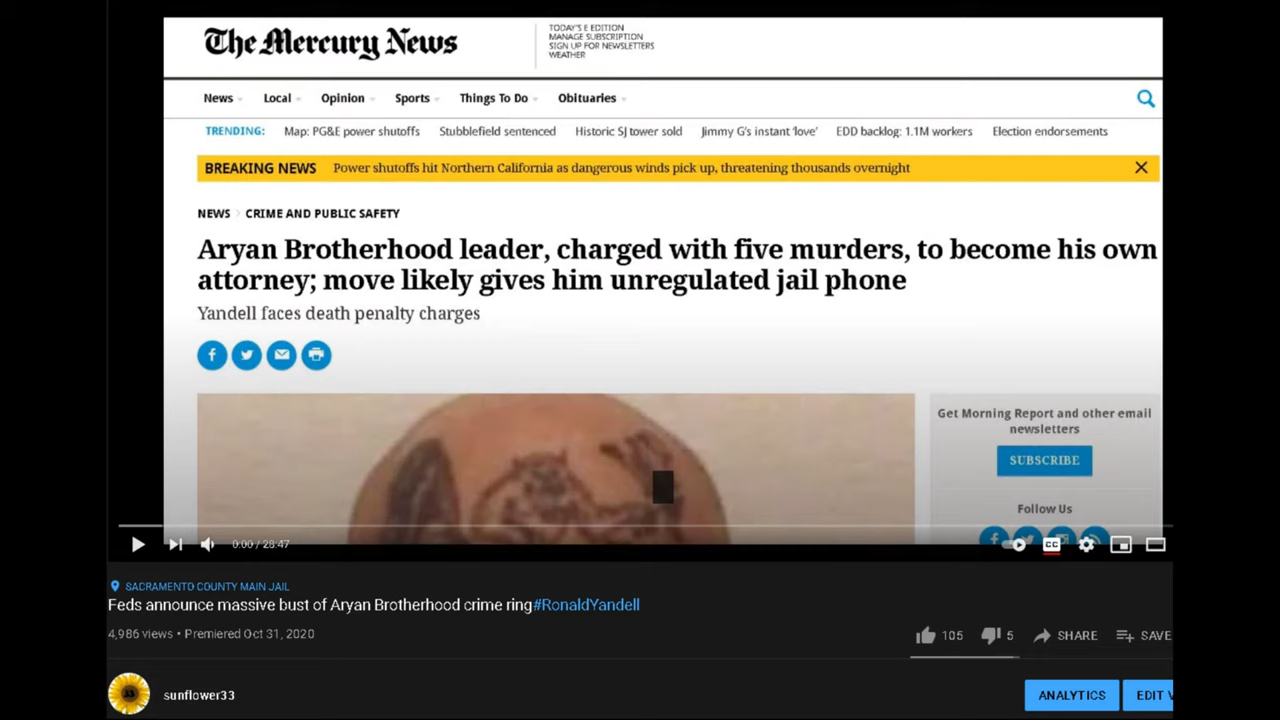 The Mercury News
TODAY'S E EDITION
MANAGE SUBSCRIPTION
SIGN UP FOR NEWSLETTERS
WEATHER
News Local Opinion Sports Things To Do Obituaries
TRENDING: Map: PG&E power shutoffs Stubblefield sentenced Historic SJ tower sold Jimmy G's instant 'love' EDD backlog: 1.1M workers Election endorsements
BREAKING NEWS Power shutoffs hit Northern California as dangerous winds pick up, threatening thousands overnight
NEWS CRIME AND PUBLIC SAFETY
Aryan Brotherhood leader, charged with five murders, to become his own
attorney; move likely gives him unregulated jail phone
Yandell faces death penalty charges
Get Morning Report and other email
newsletters
SUBSCRIBE
Follow Us
0:00 / 28:47
CC
SACRAMENTO COUNTY MAIN JAIL
Feds announce massive bust of Aryan Brotherhood crime ring#RonaldYandell
4,986 views • Premiered Oct 31, 2020
105 5 SHARE SAVE
33
sunflower33
ANALYTICS EDIT V